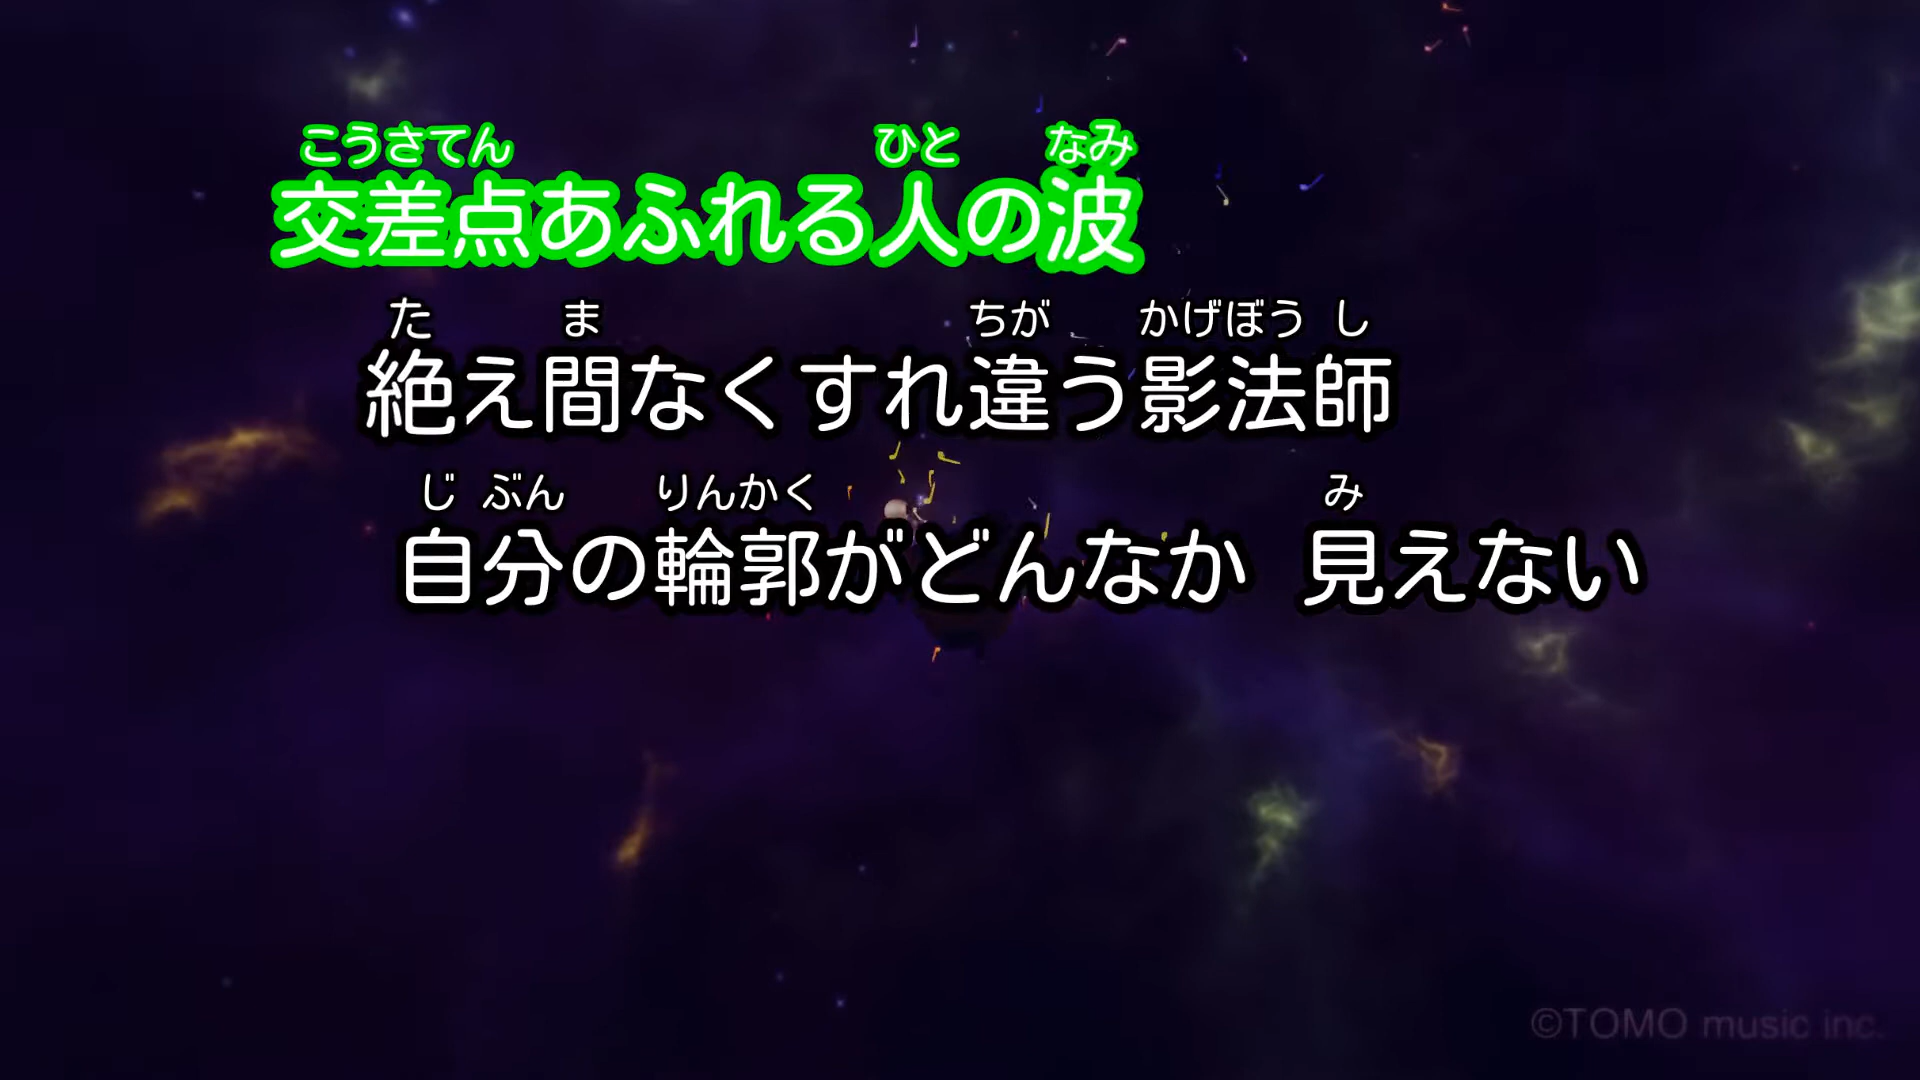 こうさてん ひと なみ
交差点あふれる人の波
た ま ちが かげぼう し
絶え間なくすれ違う影法師
じ ぶん りんかく み
自分の輪郭がどんなか 見えない
©TOMO music inc.